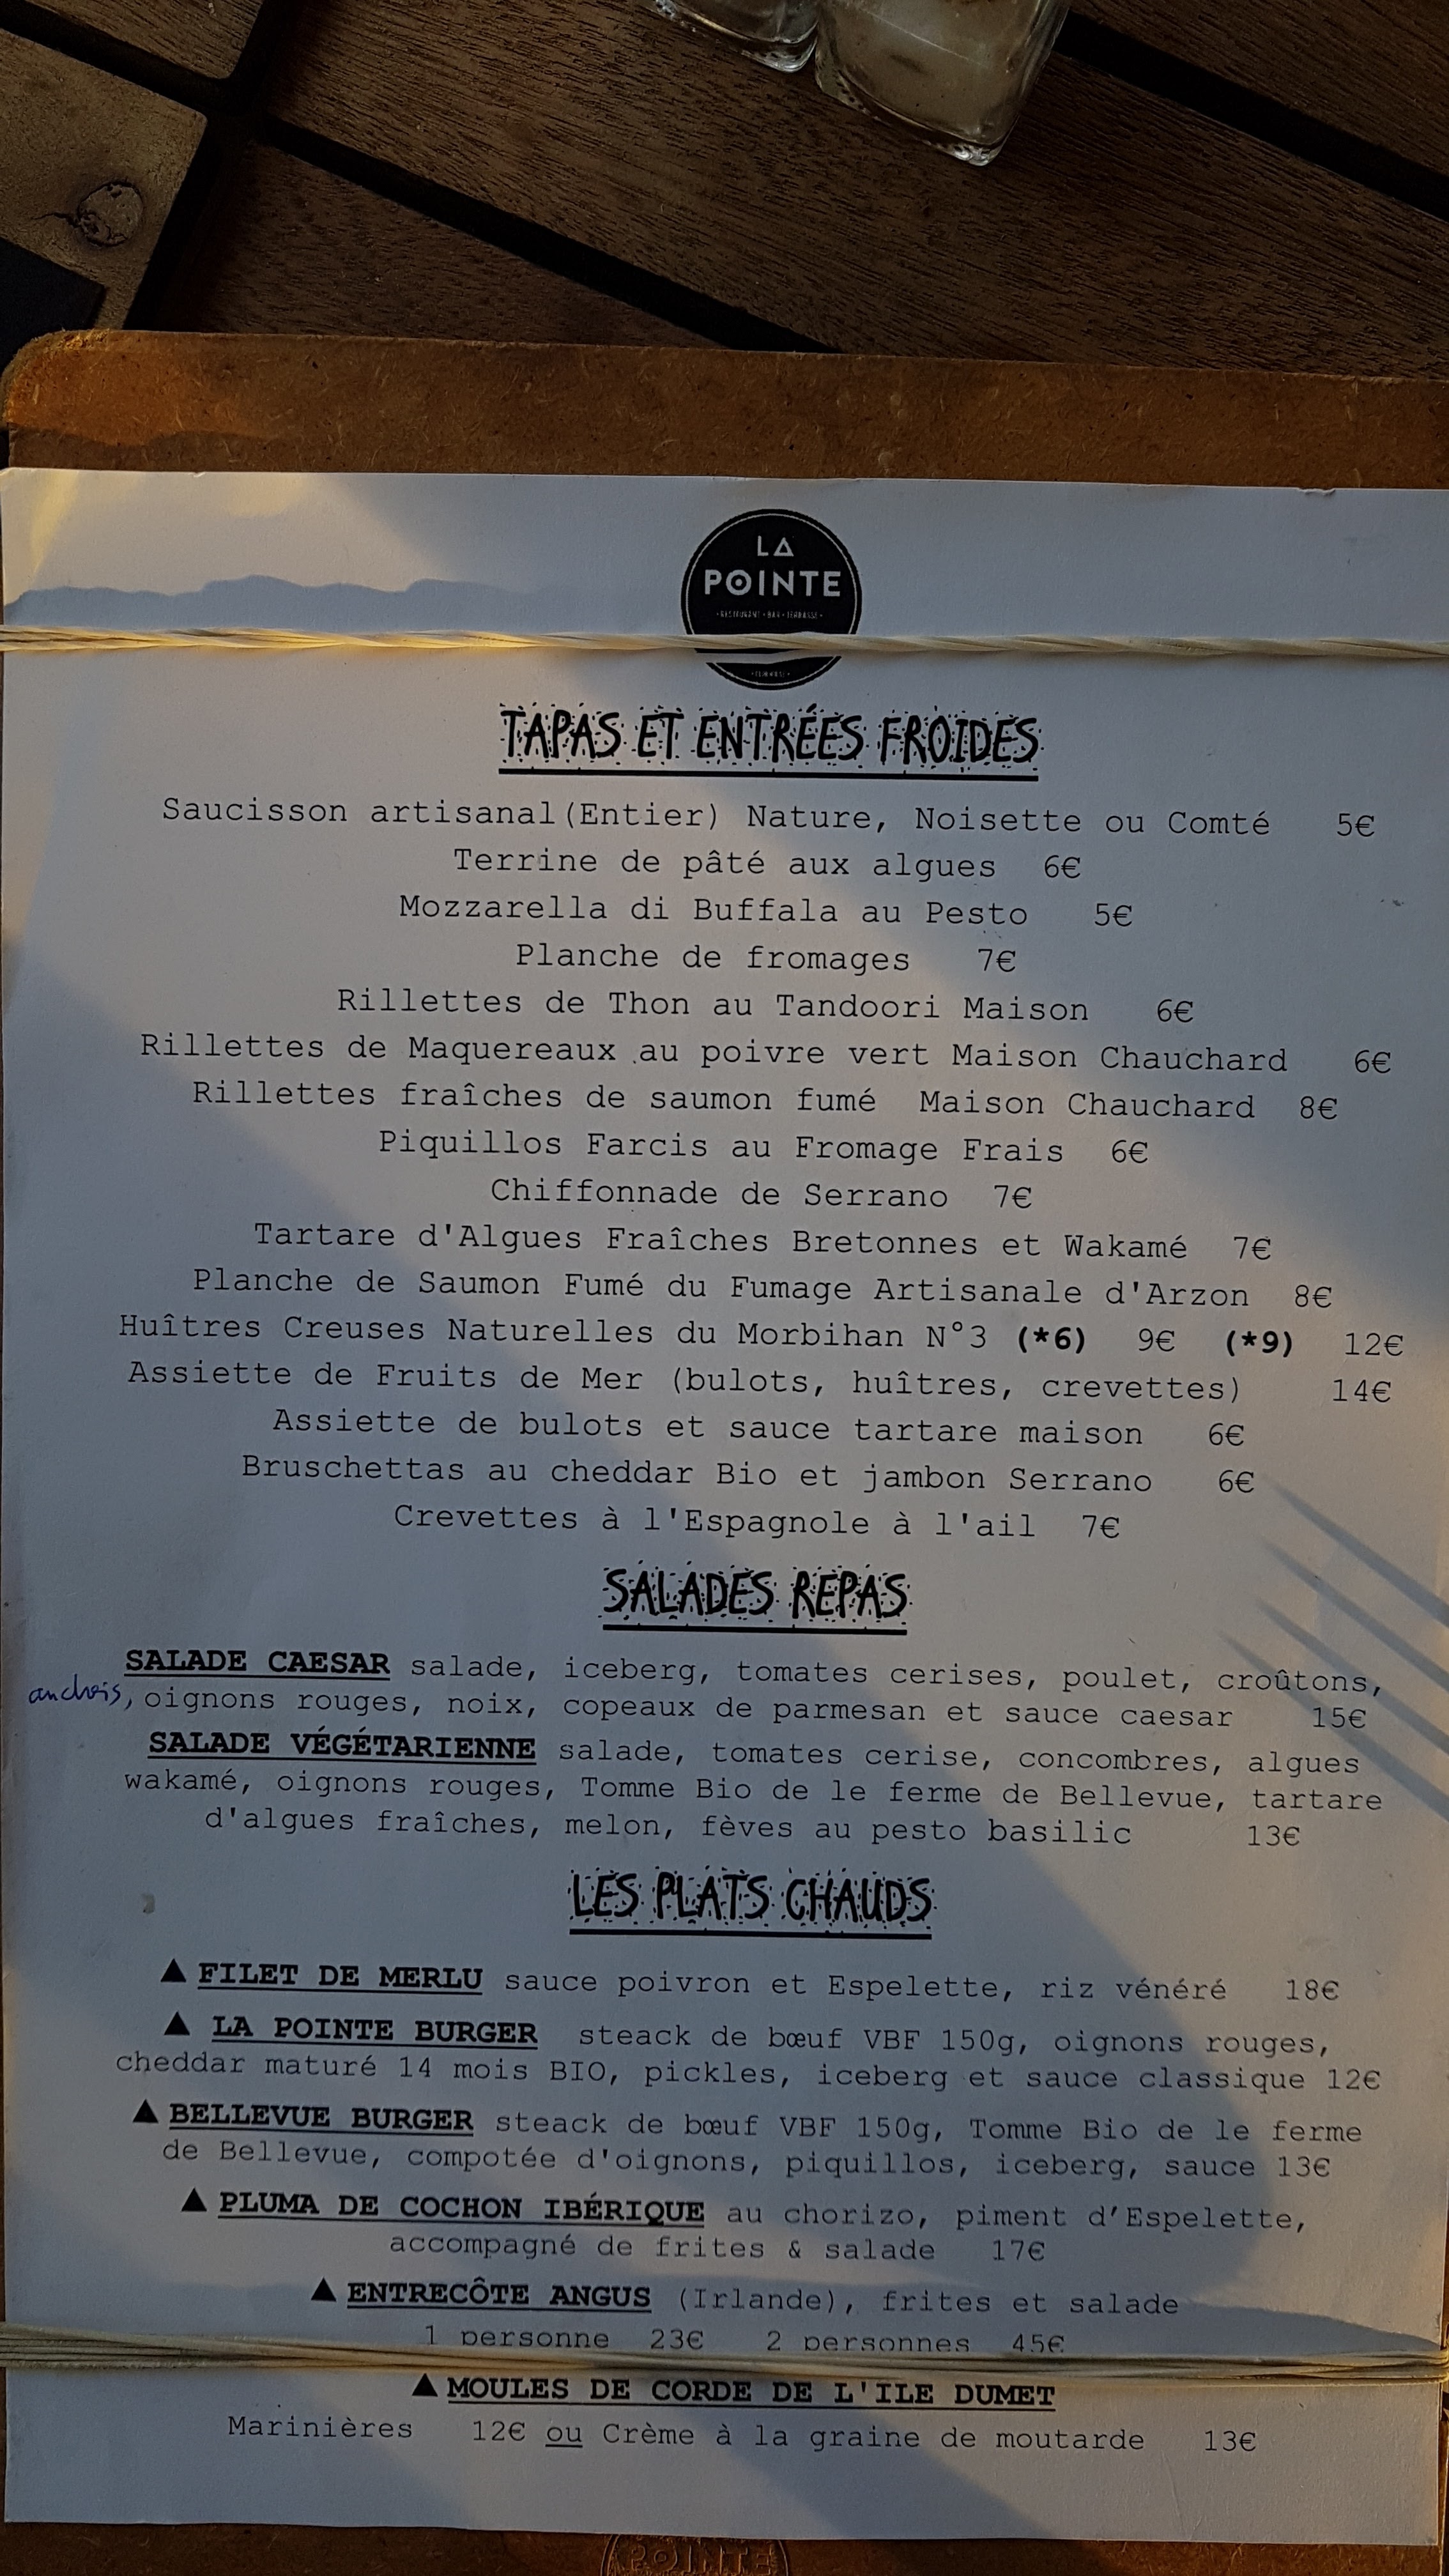 LA
POINTE
TAPAS ET ENTRÉES FROIDES
Saucisson artisanal(Entier) Nature, Noisette ou Comté 5€
Terrine de pâté aux algues 6€
Mozzarella di Buffala au Pesto 5€
Planche de fromages 7€
Rillettes de Thon au Tandoori Maison 6€
Rillettes de Maquereaux au poivre vert Maison Chauchard 6€
Rillettes fraîches de saumon fumé Maison Chauchard 8€
Piquillos Farcis au Fromage Frais 6€
Chiffonnade de Serrano 7€
Tartare d'Algues Fraîches Bretonnes et Wakamé 7€
Planche de Saumon Fumé du Fumage Artisanale d'Arzon 8€
Huîtres Creuses Naturelles du Morbihan N°3 (*6) 9€ (*9) 12€
Assiette de Fruits de Mer (bulots, huîtres, crevettes) 14€
Assiette de bulots et sauce tartare maison 6€
Bruschettas au cheddar Bio et jambon Serrano 6€
Crevettes à l'Espagnole à l'ail 7€
SALADES REPAS
SALADE CAESAR salade, iceberg, tomates cerises, poulet, croûtons,
anchois, oignons rouges, noix, copeaux de parmesan et sauce caesar 15€
SALADE VÉGÉTARIENNE salade, tomates cerise, concombres, algues
wakamé, oignons rouges, Tomme Bio de le ferme de Bellevue, tartare
d'algues fraîches, melon, fèves au pesto basilic 13€
LES PLATS CHAUDS
▲ FILET DE MERLU sauce poivron et Espelette, riz vénéré 18€
▲ LA POINTE BURGER steack de bœuf VBF 150g, oignons rouges,
cheddar maturé 14 mois BIO, pickles, iceberg et sauce classique 12€
▲ BELLEVUE BURGER steack de bœuf VBF 150g, Tomme Bio de le ferme
de Bellevue, compotée d'oignons, piquillos, iceberg, sauce 13€
▲ PLUMA DE COCHON IBÉRIQUE au chorizo, piment d’Espelette,
accompagné de frites & salade 17€
▲ ENTRECÔTE ANGUS (Irlande), frites et salade
1 personne 23€ 2 personnes 45€
▲ MOULES DE CORDE DE L'ILE DUMET
Marinières 12€ ou Crème à la graine de moutarde 13€
POINTE